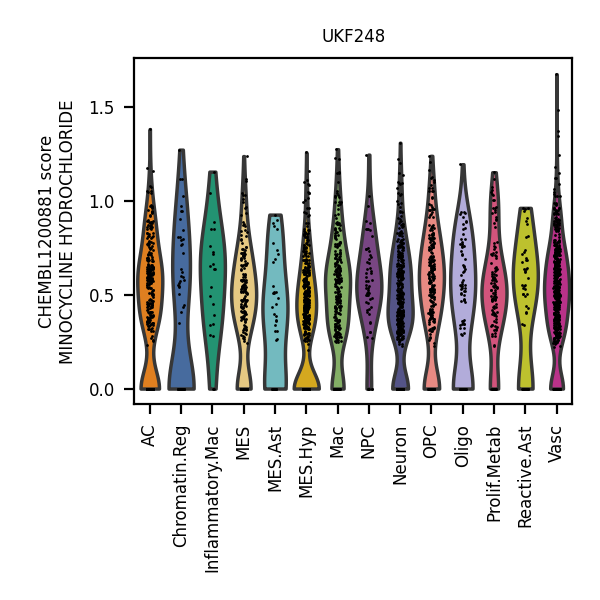 UKF248
CHEMBL1200881 score
MINOCYCLINE HYDROCHLORIDE
1.5
1.0
0.5
0.0
AC
Chromatin.Reg
Inflammatory.Mac
MES
MES.Ast
MES.Hyp
Mac
NPC
Neuron
OPC
Oligo
Prolif.Metab
Reactive.Ast
Vasc